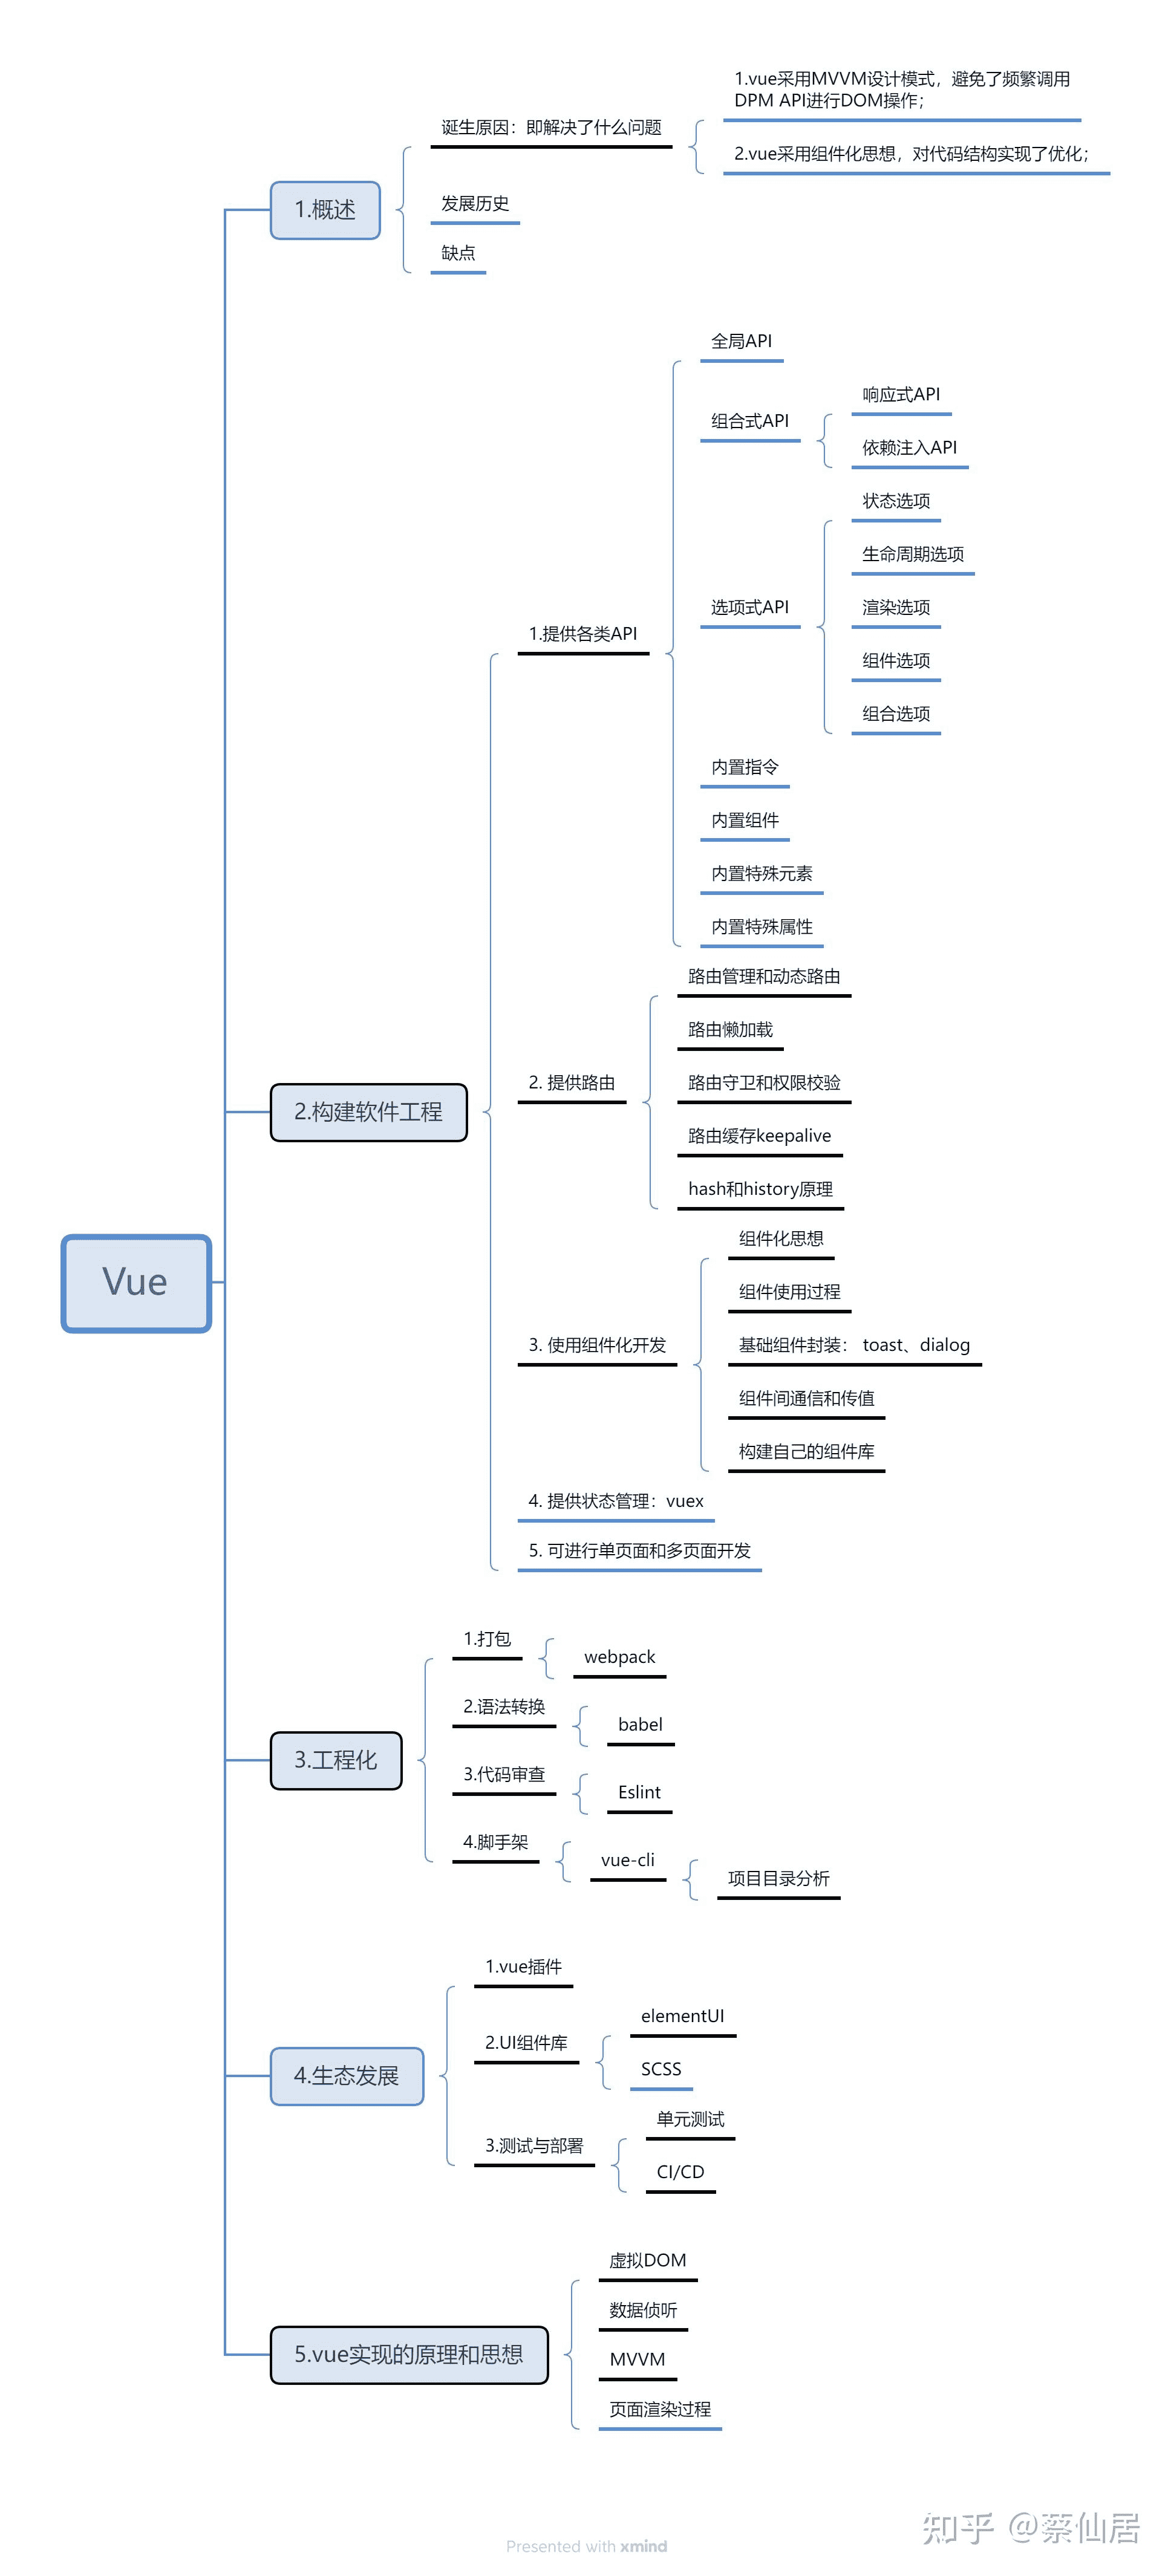 Vue
1.概述
诞生原因：即解决了什么问题
1.vue采用MVVM设计模式，避免了频繁调用
DPM API进行DOM操作；
2.vue采用组件化思想，对代码结构实现了优化；
发展历史
缺点
2.构建软件工程
1.提供各类API
全局API
组合式API
响应式API
依赖注入API
选项式API
状态选项
生命周期选项
渲染选项
组件选项
组合选项
内置指令
内置组件
内置特殊元素
内置特殊属性
2. 提供路由
路由管理和动态路由
路由懒加载
路由守卫和权限校验
路由缓存keepalive
hash和history原理
3. 使用组件化开发
组件化思想
组件使用过程
基础组件封装： toast、dialog
组件间通信和传值
构建自己的组件库
4. 提供状态管理：vuex
5. 可进行单页面和多页面开发
3.工程化
1.打包
webpack
2.语法转换
babel
3.代码审查
Eslint
4.脚手架
vue-cli
项目目录分析
4.生态发展
1.vue插件
2.UI组件库
elementUI
SCSS
3.测试与部署
单元测试
CI/CD
5.vue实现的原理和思想
虚拟DOM
数据侦听
MVVM
页面渲染过程
Presented with xmind
知乎 @蔡仙居